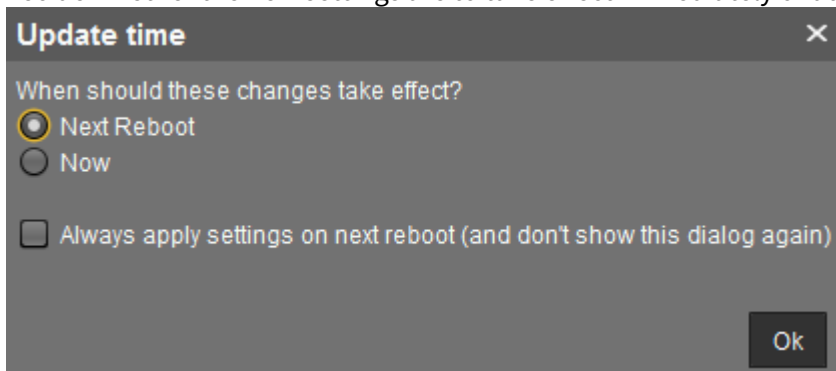 Update time
When should these changes take effect?
Next Reboot
Now
Always apply settings on next reboot (and don't show this dialog again)
Ok